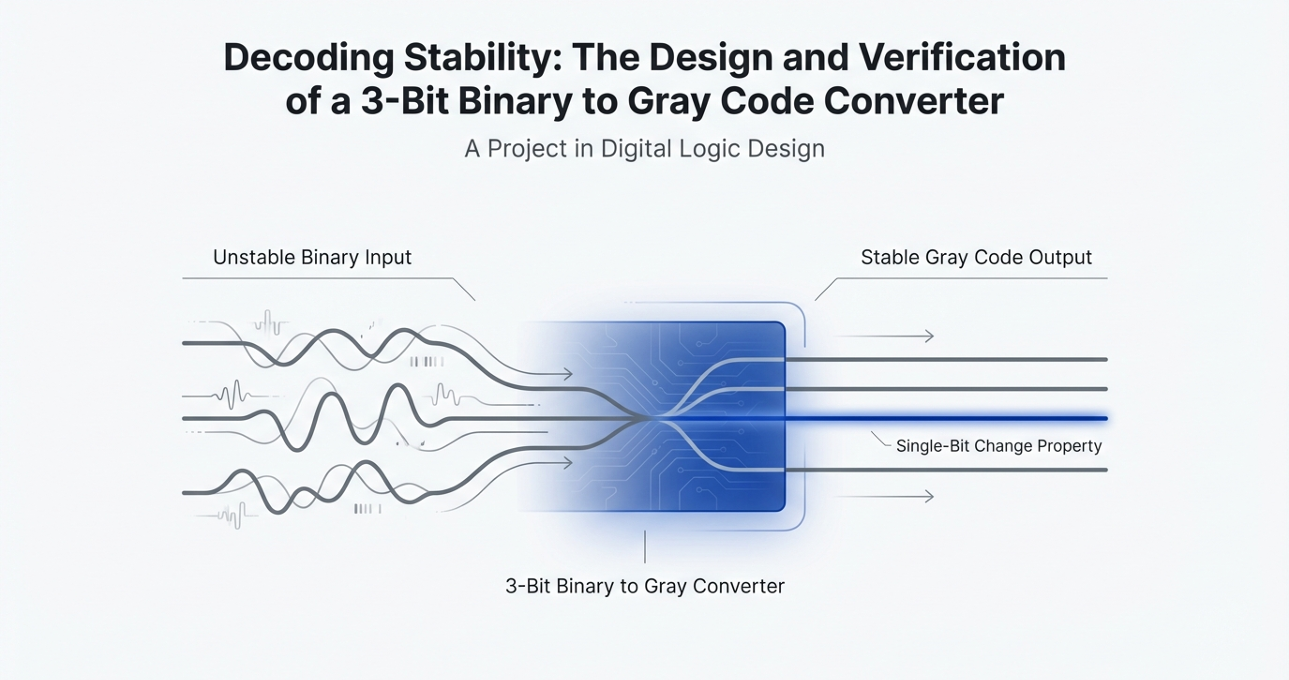 Decoding Stability: The Design and Verification
of a 3-Bit Binary to Gray Code Converter
A Project in Digital Logic Design
Unstable Binary Input
Stable Gray Code Output
Single-Bit Change Property
3-Bit Binary to Gray Converter